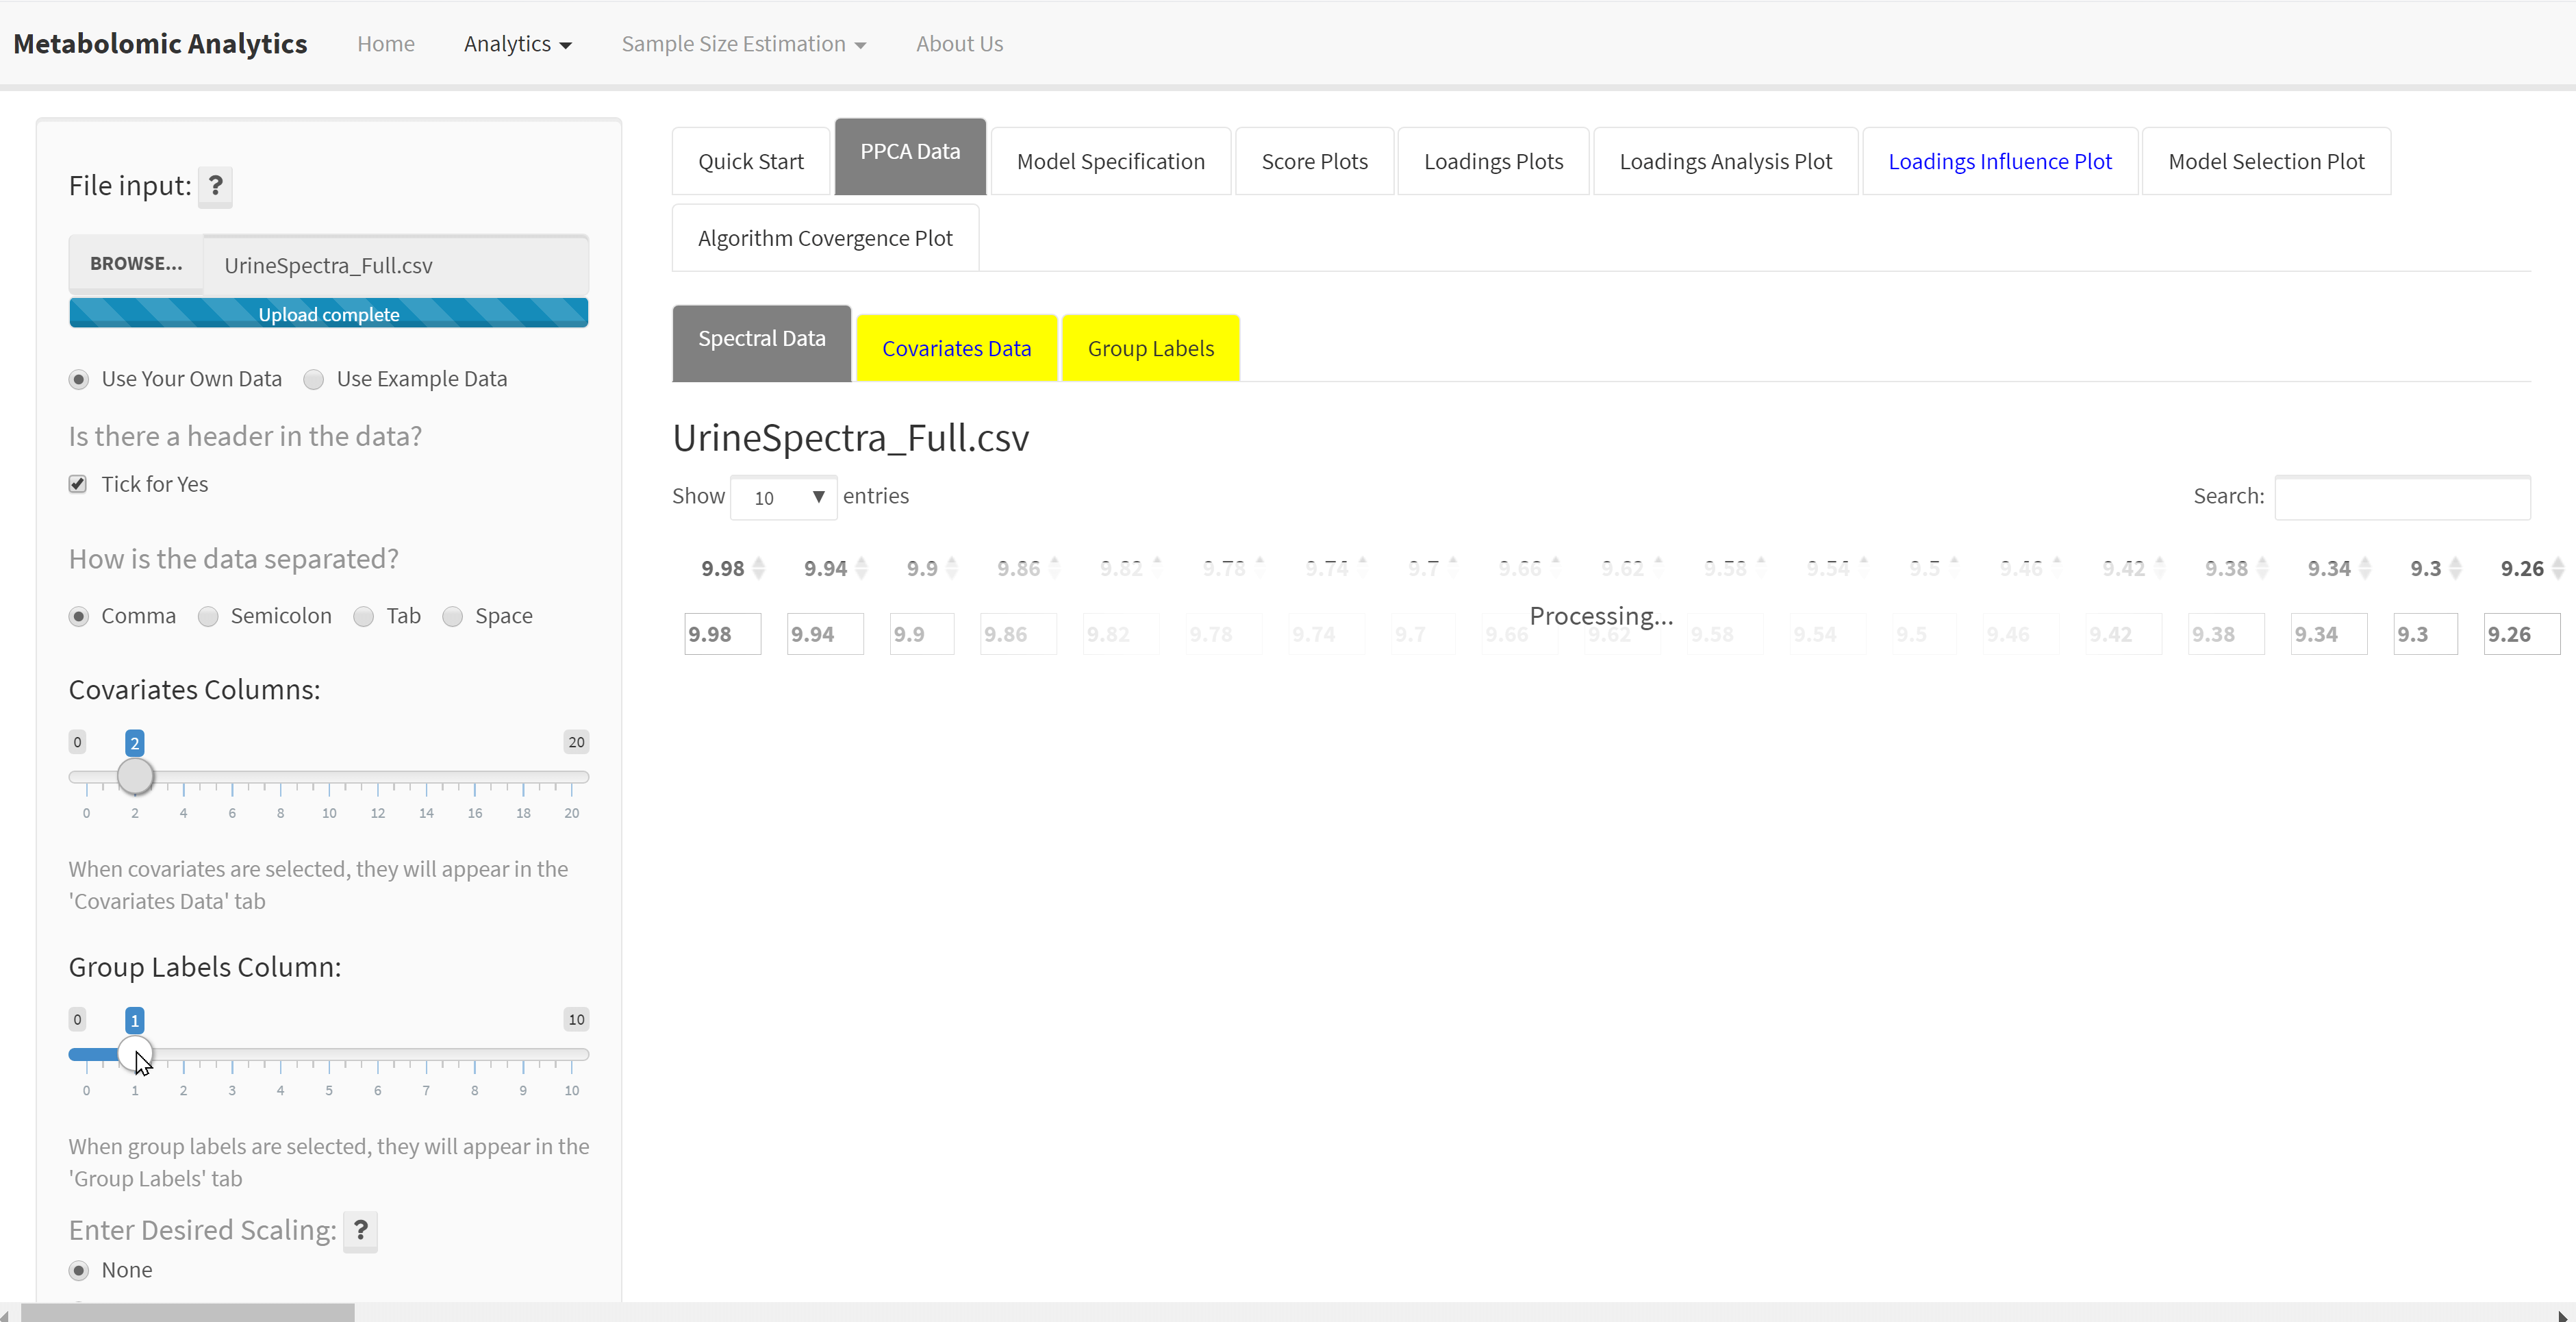 Metabolomic Analytics Home Analytics Sample Size Estimation About Us
File input: ?
BROWSE... UrineSpectra_Full.csv
Upload complete
Use Your Own Data Use Example Data
Is there a header in the data?
Tick for Yes
How is the data separated?
Comma Semicolon Tab Space
Covariates Columns:
0 2 20
0 2 4 6 8 10 12 14 16 18 20
When covariates are selected, they will appear in the
'Covariates Data' tab
Group Labels Column:
0 1 10
0 1 2 3 4 5 6 7 8 9 10
When group labels are selected, they will appear in the
'Group Labels' tab
Enter Desired Scaling: ?
None
Quick Start PPCA Data Model Specification Score Plots Loadings Plots Loadings Analysis Plot Loadings Influence Plot Model Selection Plot
Algorithm Covergence Plot
Spectral Data Covariates Data Group Labels
UrineSpectra_Full.csv
Show 10 entries Search:
9.98 9.94 9.9 9.86 9.82 9.78 9.74 9.7 9.66 9.62 9.58 9.54 9.5 9.46 9.42 9.38 9.34 9.3 9.26
Processing...
9.98 9.94 9.9 9.86 9.82 9.78 9.74 9.7 9.66 9.62 9.58 9.54 9.5 9.46 9.42 9.38 9.34 9.3 9.26